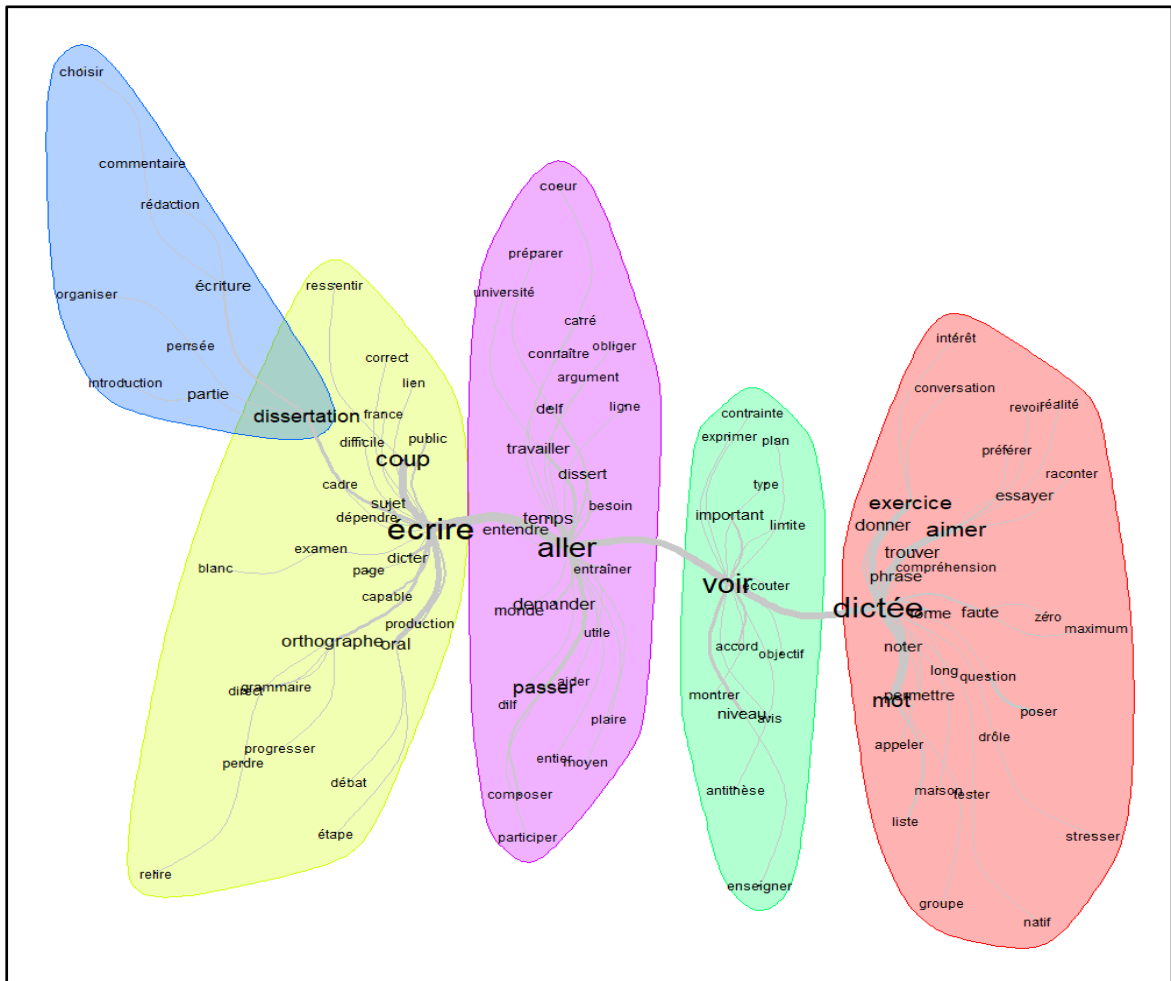 choisir
commentaire
rédaction
écriture
organiser
pensée
introduction
partie
dissertation
ressentir
correct
lien
france
public
difficile
coup
cadre
sujet
dépendre
écrire
examen
dicter
blanc
page
capable
production
orthographe
oral
grammaire
direct
progresser
perdre
débat
étape
relire
coeur
préparer
université
carré
connaître
obliger
argument
delf
ligne
travailler
dissert
besoin
temps
entendre
aller
entraîner
demander
monde
utile
aider
passer
dilf
plaire
entier
moyen
composer
participer
contrainte
exprimer
plan
type
important
limite
voir
écouter
accord
objectif
montrer
niveau
avis
antithèse
enseigner
intérêt
conversation
revoir
réalité
préférer
raconter
essayer
exercice
donner
aimer
trouver
compréhension
phrase
dictée
forme
faute
zéro
maximum
noter
long
question
mot
permettre
poser
drôle
appeler
maison
tester
liste
stresser
groupe
natif